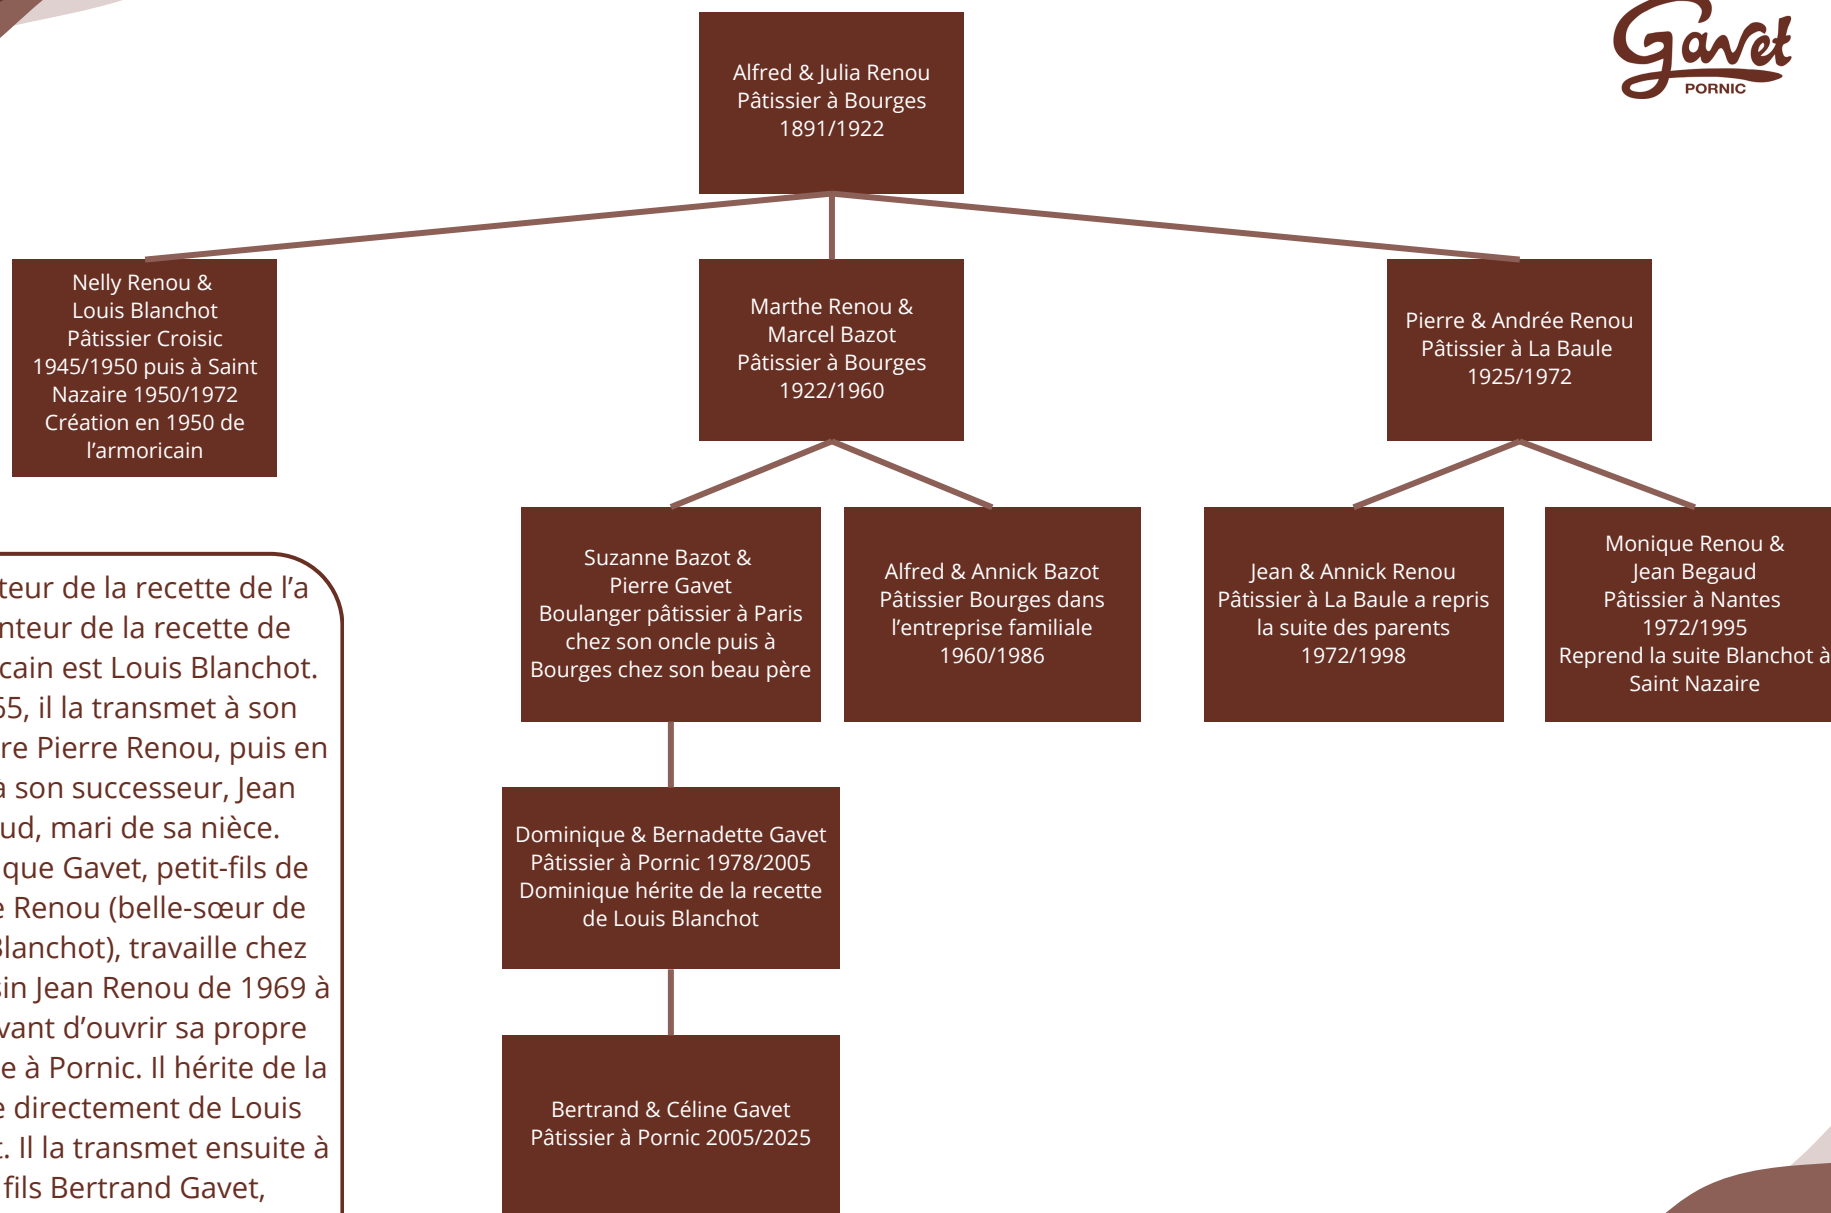 Gavet
PORNIC
Alfred & Julia Renou
Pâtissier à Bourges
1891/1922
Nelly Renou &
Louis Blanchot
Pâtissier Croisic
1945/1950 puis à Saint
Nazaire 1950/1972
Création en 1950 de
l’armoricain
Marthe Renou &
Marcel Bazot
Pâtissier à Bourges
1922/1960
Pierre & Andrée Renou
Pâtissier à La Baule
1925/1972
Suzanne Bazot &
Pierre Gavet
Boulanger pâtissier à Paris
chez son oncle puis à
Bourges chez son beau père
Alfred & Annick Bazot
Pâtissier Bourges dans
l’entreprise familiale
1960/1986
Jean & Annick Renou
Pâtissier à La Baule a repris
la suite des parents
1972/1998
Monique Renou &
Jean Begaud
Pâtissier à Nantes
1972/1995
Reprend la suite Blanchot à
Saint Nazaire
Dominique & Bernadette Gavet
Pâtissier à Pornic 1978/2005
Dominique hérite de la recette
de Louis Blanchot
Bertrand & Céline Gavet
Pâtissier à Pornic 2005/2025
teur de la recette de l’a
nteur de la recette de
cain est Louis Blanchot.
65, il la transmet à son
re Pierre Renou, puis en
à son successeur, Jean
ud, mari de sa nièce.
que Gavet, petit-fils de
e Renou (belle-sœur de
Blanchot), travaille chez
sin Jean Renou de 1969 à
vant d’ouvrir sa propre
e à Pornic. Il hérite de la
e directement de Louis
t. Il la transmet ensuite à
fils Bertrand Gavet,